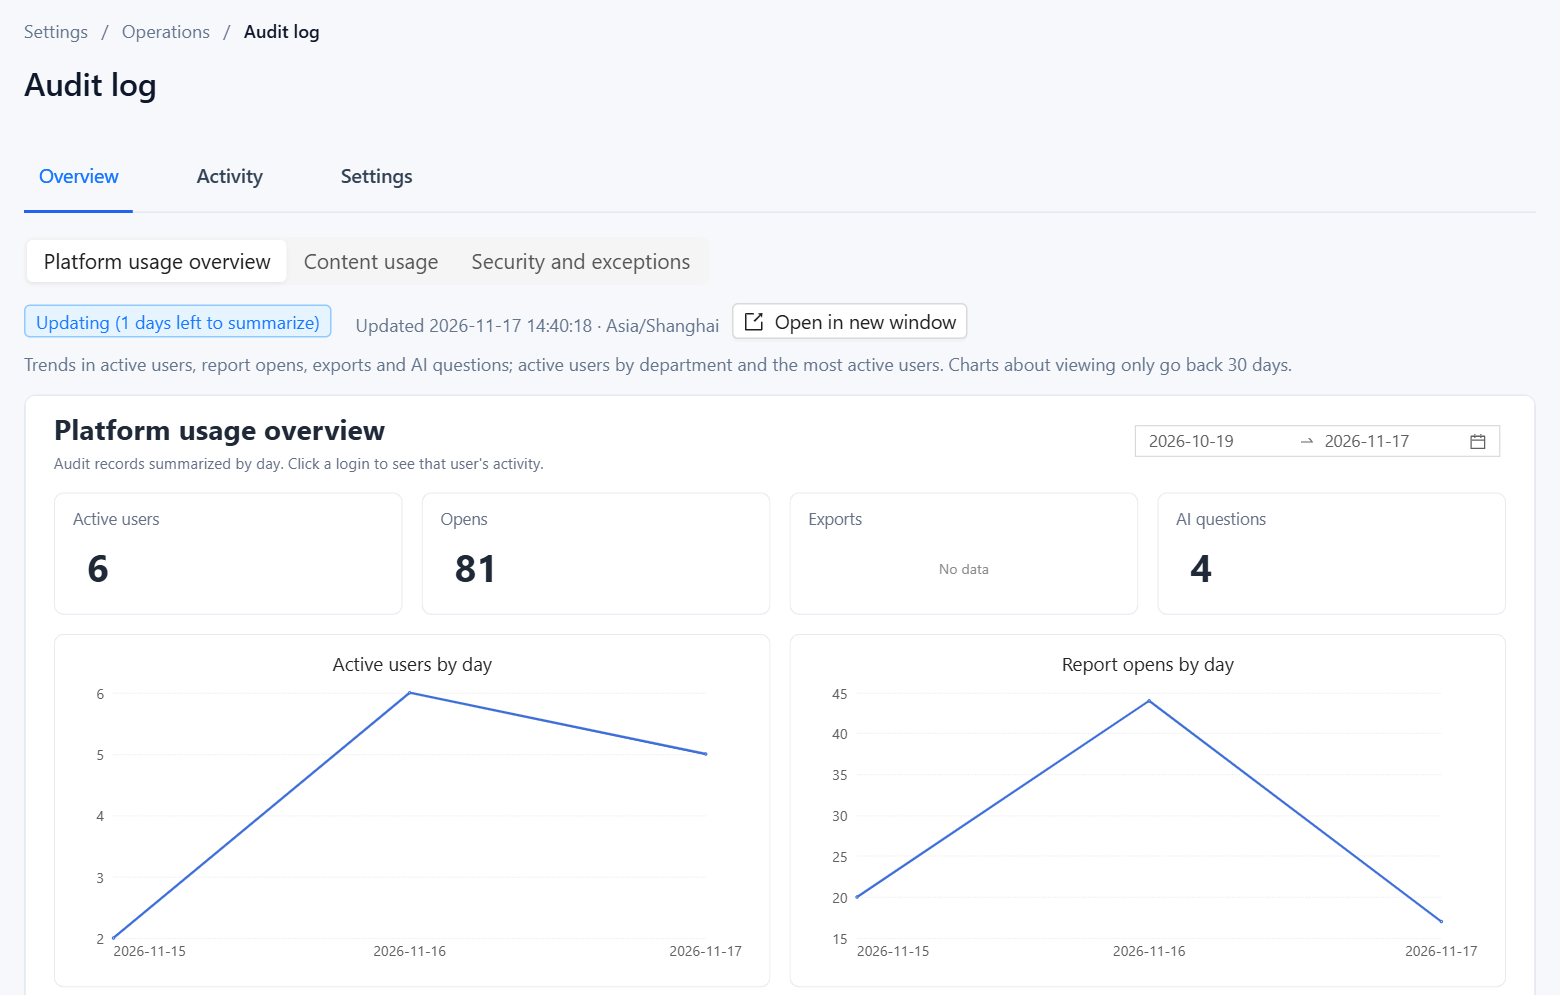 Settings / Operations / Audit log
Audit log
Overview Activity Settings
Platform usage overview Content usage Security and exceptions
Updating (1 days left to summarize) Updated 2026-11-17 14:40:18 · Asia/Shanghai Open in new window
Trends in active users, report opens, exports and AI questions; active users by department and the most active users. Charts about viewing only go back 30 days.
Platform usage overview
2026-10-19 → 2026-11-17
Audit records summarized by day. Click a login to see that user's activity.
Active users Opens Exports AI questions
6 81 No data 4
Active users by day
6
5
4
3
2
2026-11-15 2026-11-16 2026-11-17
Report opens by day
45
40
35
30
25
20
15
2026-11-15 2026-11-16 2026-11-17